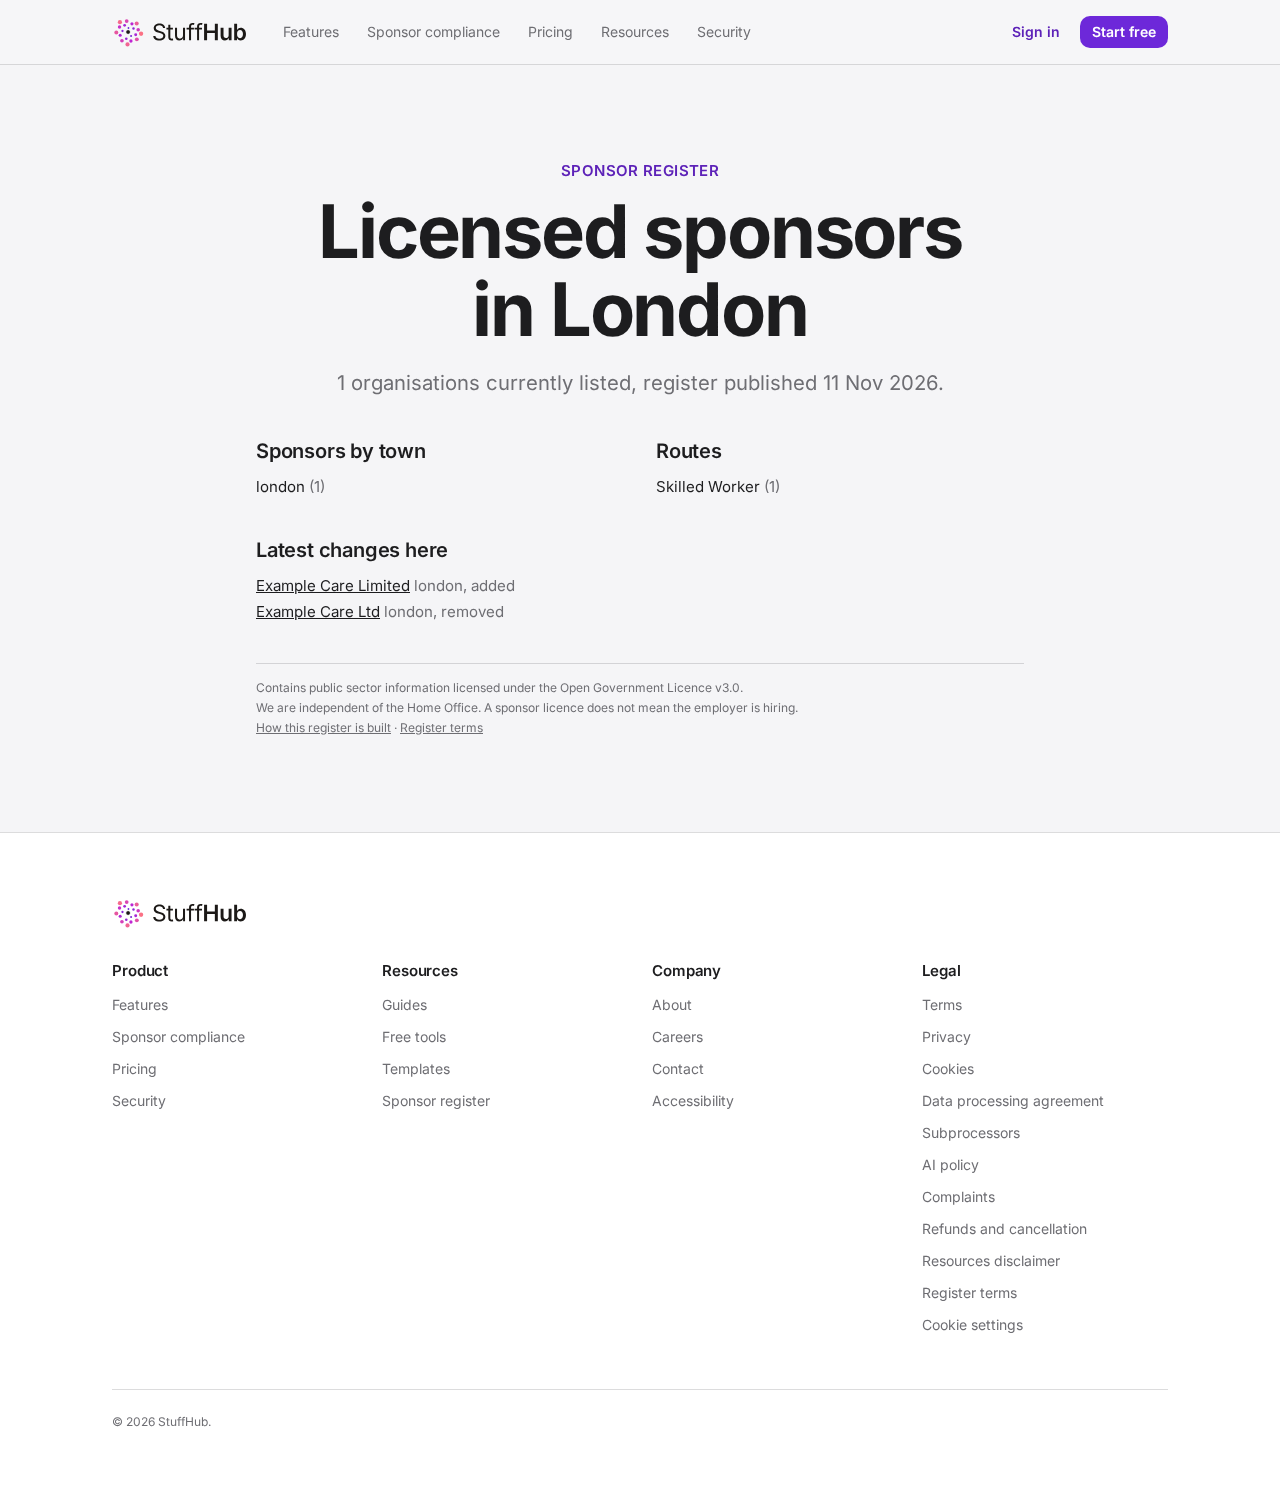 StuffHub
Features
Sponsor compliance
Pricing
Resources
Security
Sign in
Start free
SPONSOR REGISTER
Licensed sponsors
in London
1 organisations currently listed, register published 11 Nov 2026.
Sponsors by town
london (1)
Routes
Skilled Worker (1)
Latest changes here
Example Care Limited london, added
Example Care Ltd london, removed
Contains public sector information licensed under the Open Government Licence v3.0.
We are independent of the Home Office. A sponsor licence does not mean the employer is hiring.
How this register is built · Register terms
StuffHub
Product
Features
Sponsor compliance
Pricing
Security
Resources
Guides
Free tools
Templates
Sponsor register
Company
About
Careers
Contact
Accessibility
Legal
Terms
Privacy
Cookies
Data processing agreement
Subprocessors
AI policy
Complaints
Refunds and cancellation
Resources disclaimer
Register terms
Cookie settings
© 2026 StuffHub.